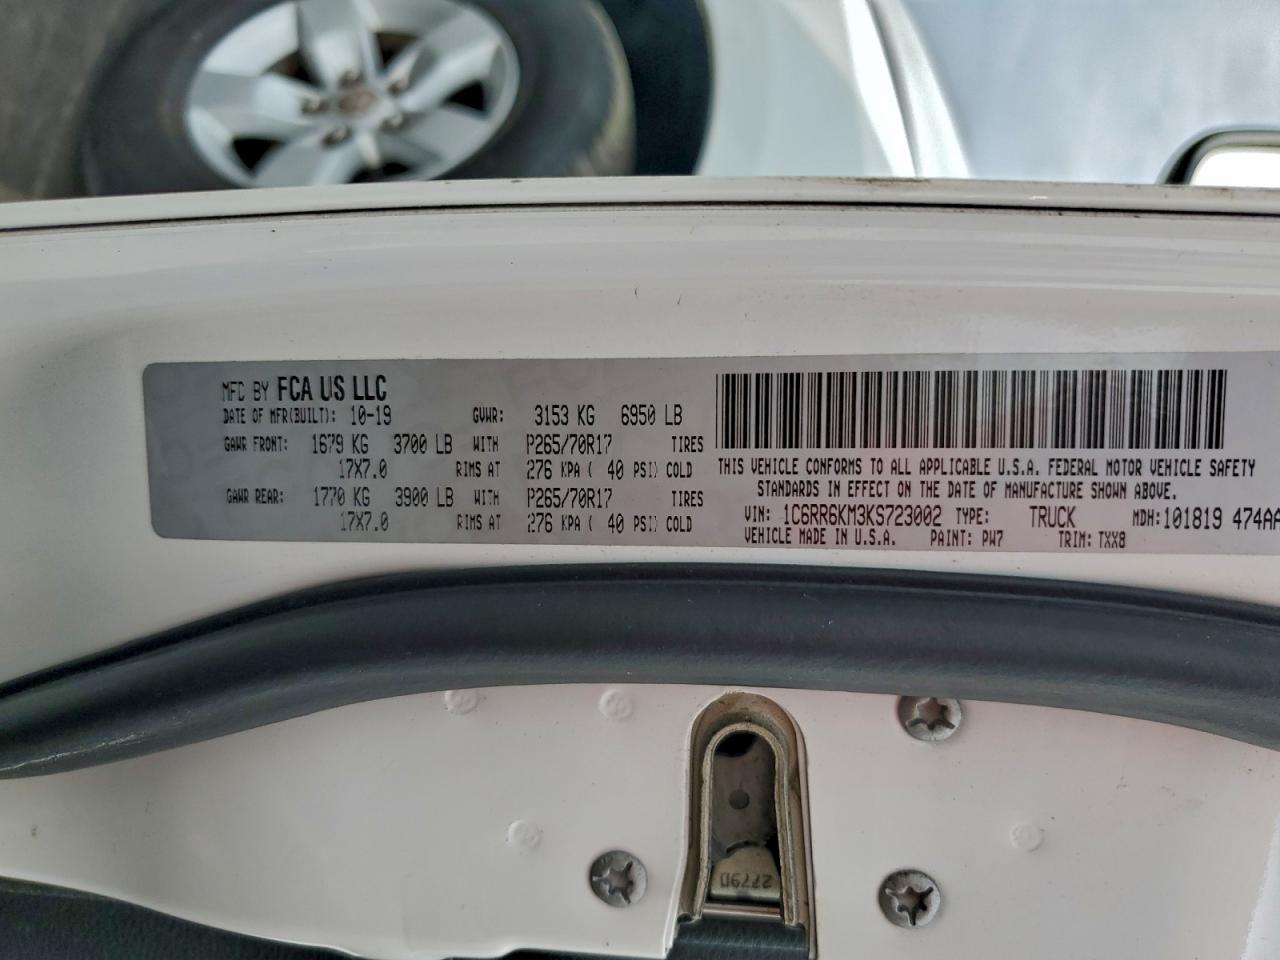 MFD BY FCA US LLC
DATE OF MFR(BUILT): 10-19 GVWR: 3153 KG 6950 LB
GAWR FRONT: 1679 KG 3700 LB WITH P265/70R17 TIRES
17X7.0 RIMS AT 276 KPA ( 40 PSI) COLD
GAWR REAR: 1770 KG 3900 LB WITH P265/70R17 TIRES
17X7.0 RIMS AT 276 KPA ( 40 PSI) COLD
THIS VEHICLE CONFORMS TO ALL APPLICABLE U.S.A. FEDERAL MOTOR VEHICLE SAFETY
STANDARDS IN EFFECT ON THE DATE OF MANUFACTURE SHOWN ABOVE.
VIN: 1C6RR6KM3KS723002 TYPE: TRUCK MDH:101819 474AA
VEHICLE MADE IN U.S.A. PAINT: PW7 TRIM: TXX8
2779D